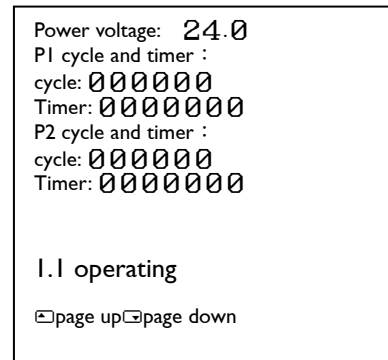 Power voltage: 24.0
P1 cycle and timer：
cycle: 000000
Timer: 0000000
P2 cycle and timer：
cycle: 000000
Timer: 0000000
1.1 operating
page up page down